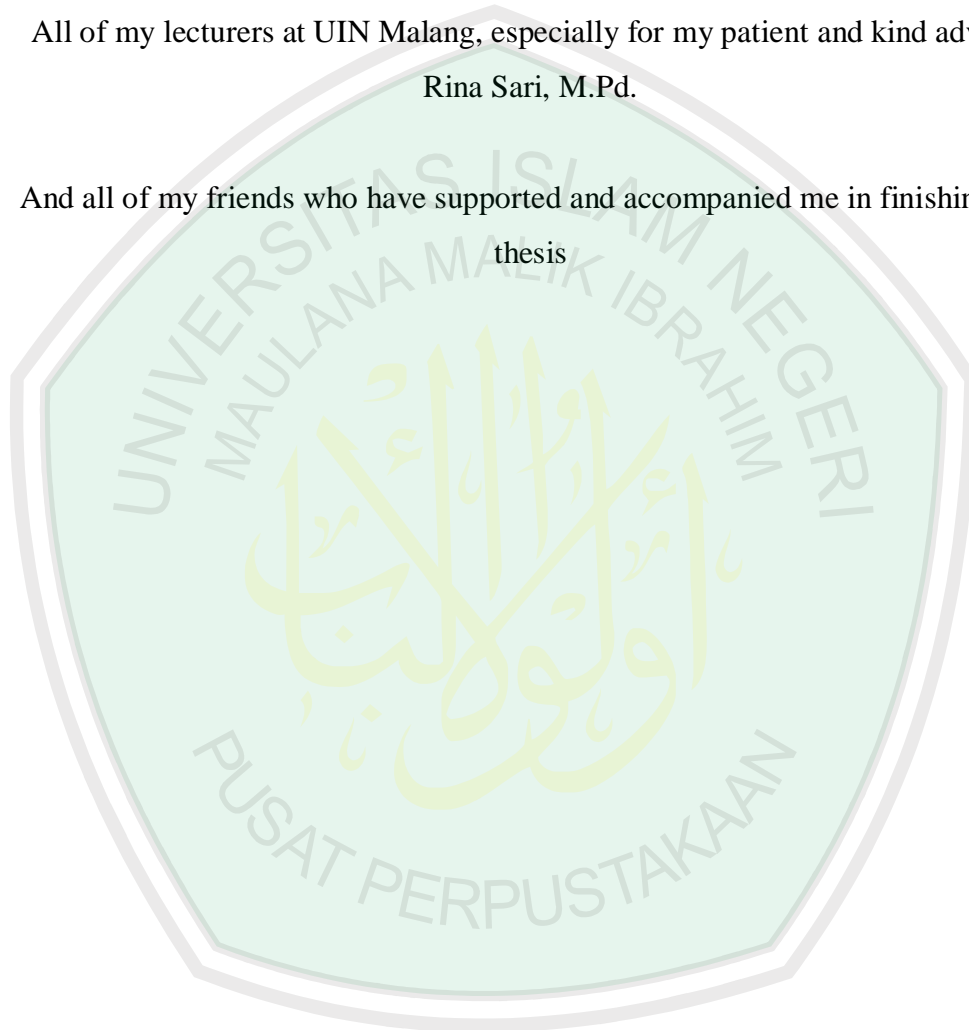 All of my lecturers at UIN Malang, especially for my patient and kind adv
Rina Sari, M.Pd.
And all of my friends who have supported and accompanied me in finishin
thesis
UNIVERSITAS ISLAM NEGERI
MAULANA MALIK IBRAHIM
PUSAT PERPUSTAKAAN